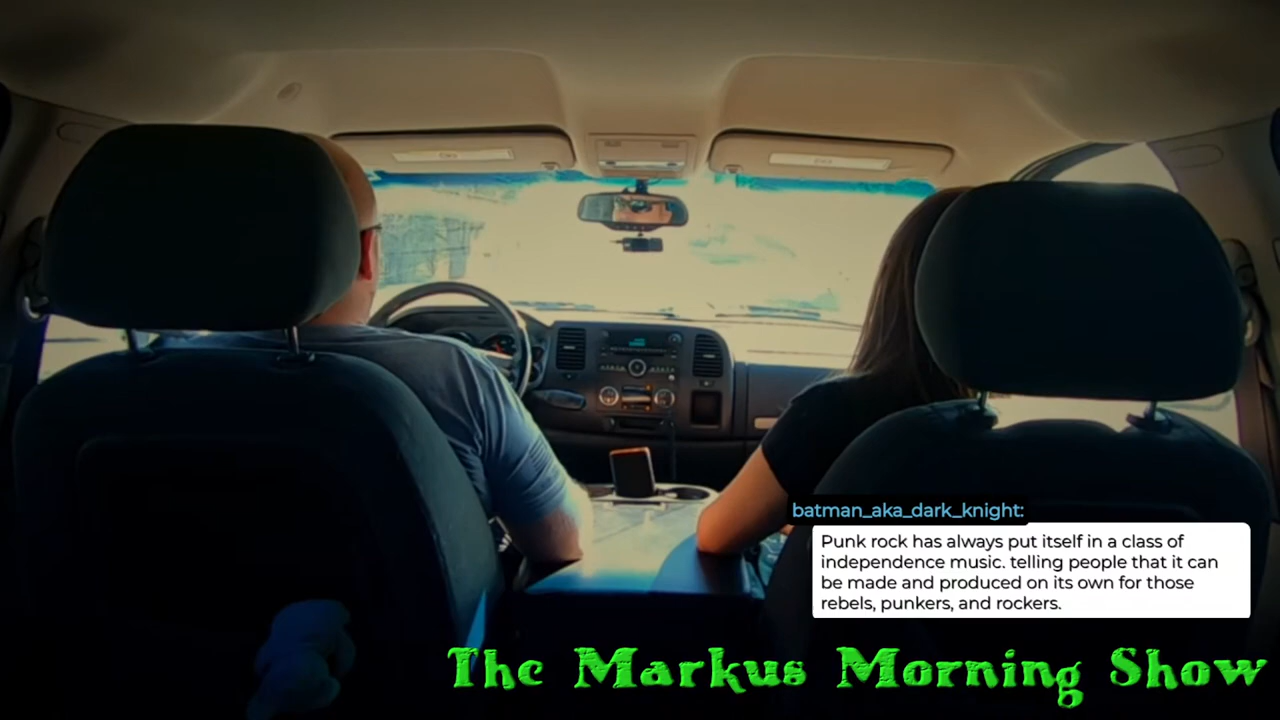 batman_aka_dark_knight:
Punk rock has always put itself in a class of
independence music. telling people that it can
be made and produced on its own for those
rebels, punkers, and rockers.
The Markus Morning Show